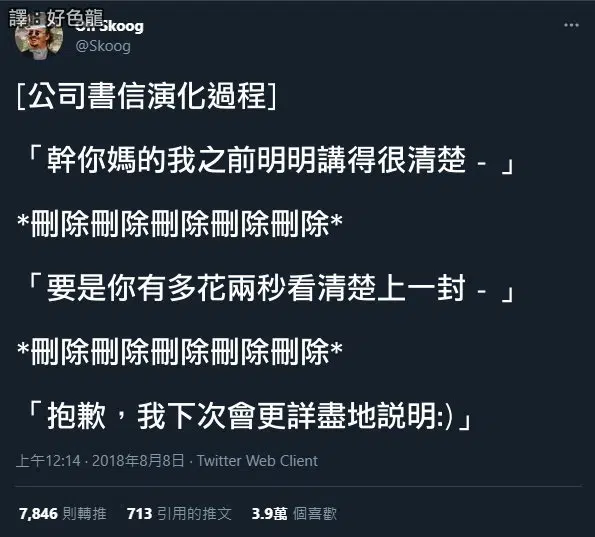 譯：好色龍
Skoog
@Skoog
[公司書信演化過程]
「幹你媽的我之前明明講得很清楚 - 」
*刪除刪除刪除刪除刪除*
「要是你有多花兩秒看清楚上一封 - 」
*刪除刪除刪除刪除刪除*
「抱歉，我下次會更詳盡地説明:)」
上午12:14 · 2018年8月8日 · Twitter Web Client
7,846 則轉推 713 引用的推文 3.9萬 個喜歡